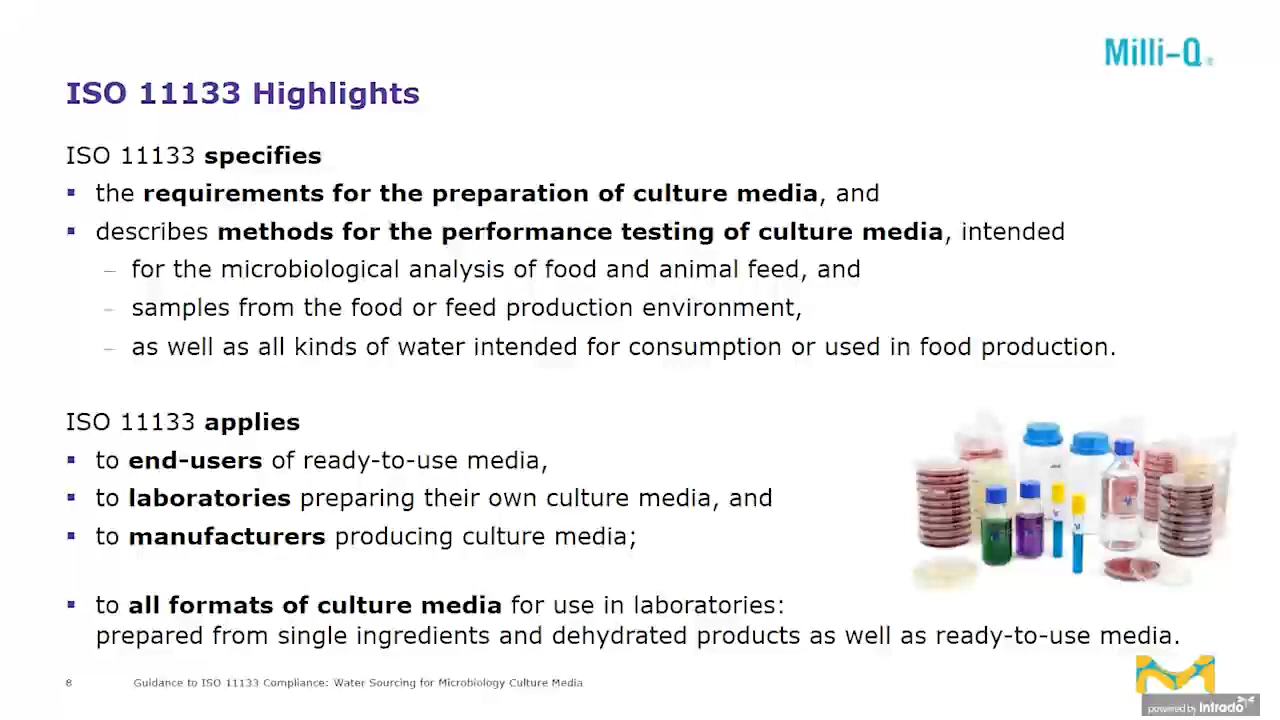 Milli-Q®
ISO 11133 Highlights
ISO 11133 specifies
▪ the requirements for the preparation of culture media, and
▪ describes methods for the performance testing of culture media, intended
– for the microbiological analysis of food and animal feed, and
– samples from the food or feed production environment,
– as well as all kinds of water intended for consumption or used in food production.
ISO 11133 applies
▪ to end-users of ready-to-use media,
▪ to laboratories preparing their own culture media, and
▪ to manufacturers producing culture media;
▪ to all formats of culture media for use in laboratories:
prepared from single ingredients and dehydrated products as well as ready-to-use media.
8 Guidance to ISO 11133 Compliance: Water Sourcing for Microbiology Culture Media
powered by intrado